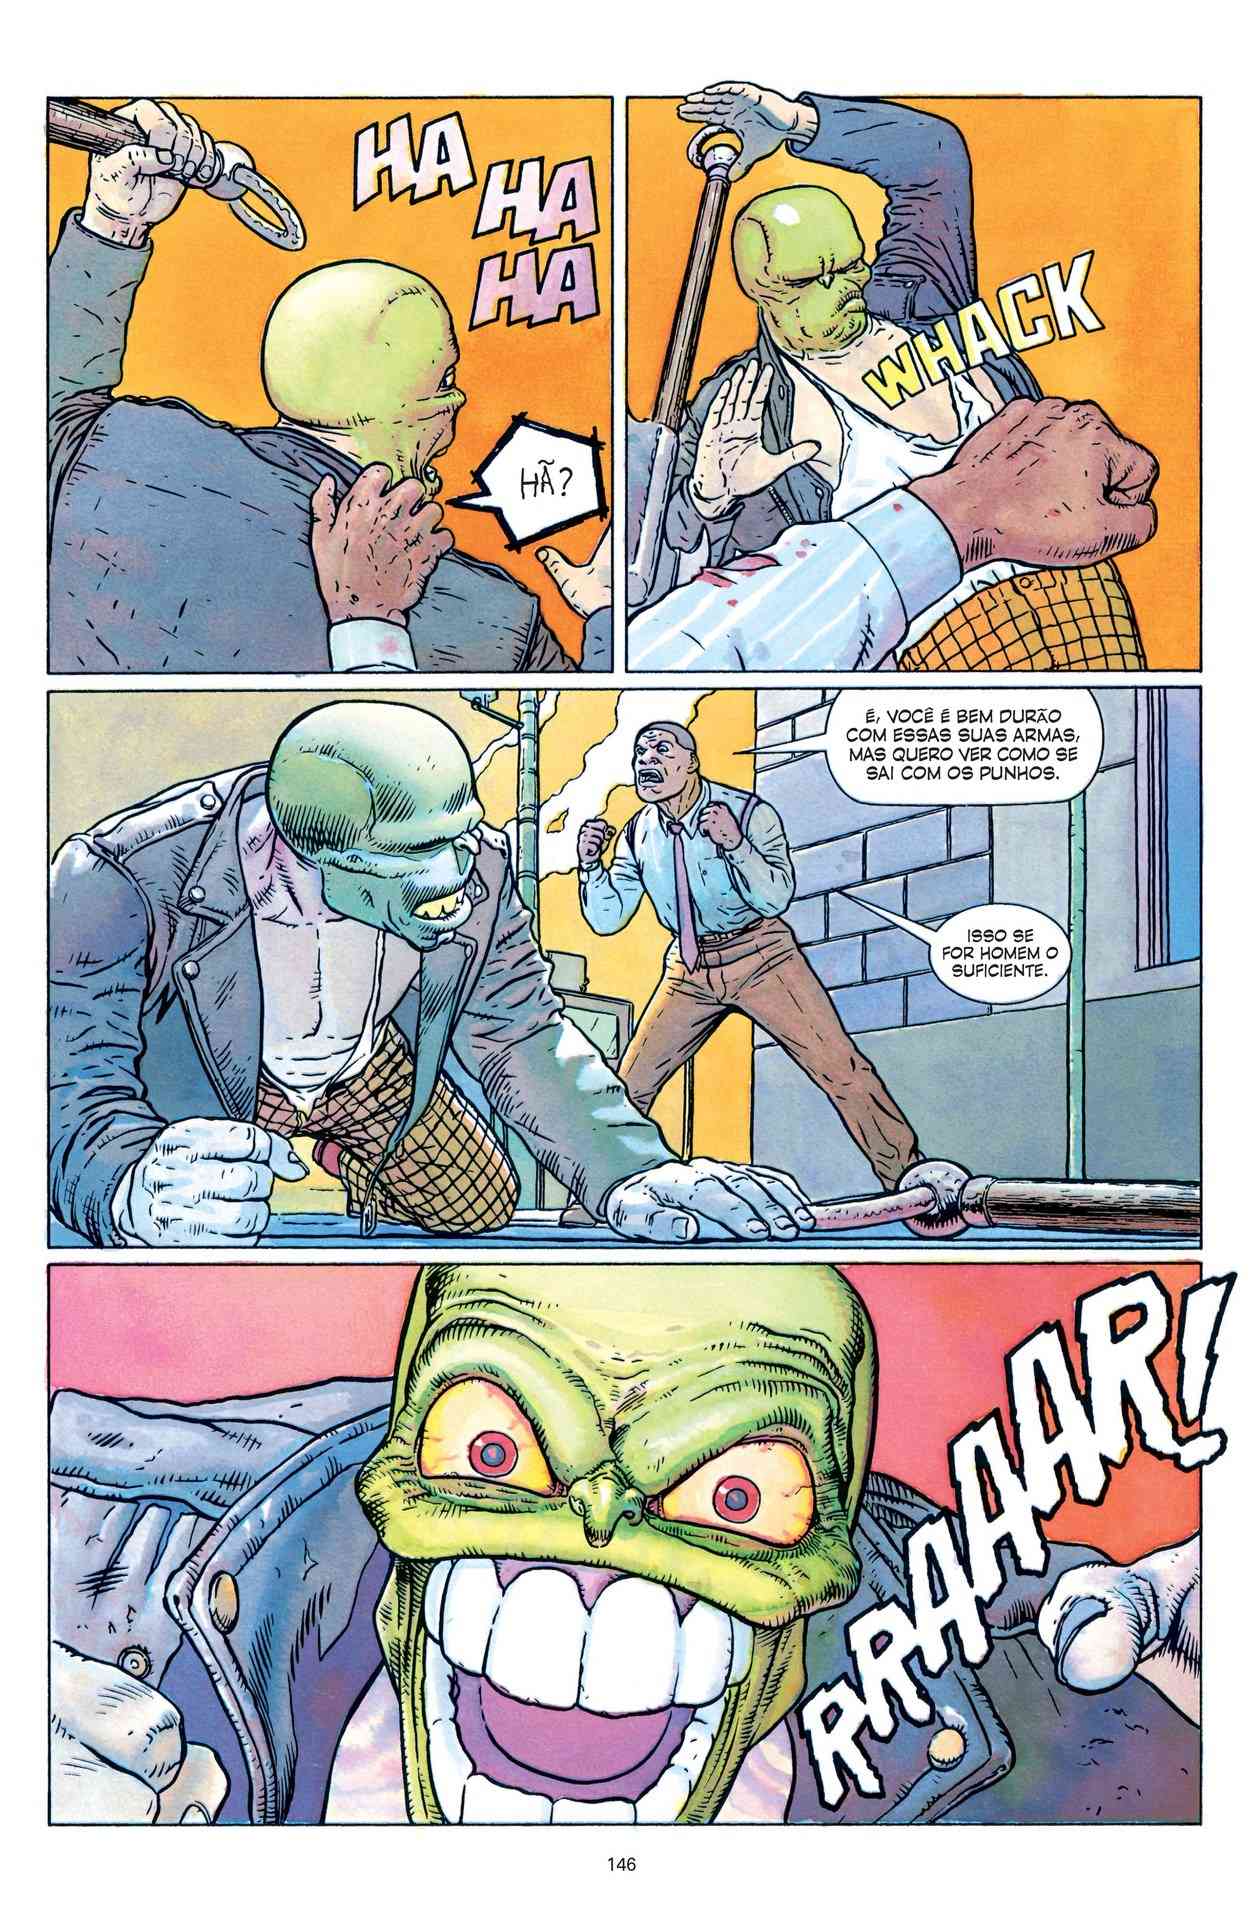 HA
HA
HA
HÃ?
WHACK
É, VOCÊ É BEM DURÃO
COM ESSAS SUAS ARMAS,
MAS QUERO VER COMO SE
SAI COM OS PUNHOS.
ISSO SE
FOR HOMEM O
SUFICIENTE.
RRAAAAR!
146